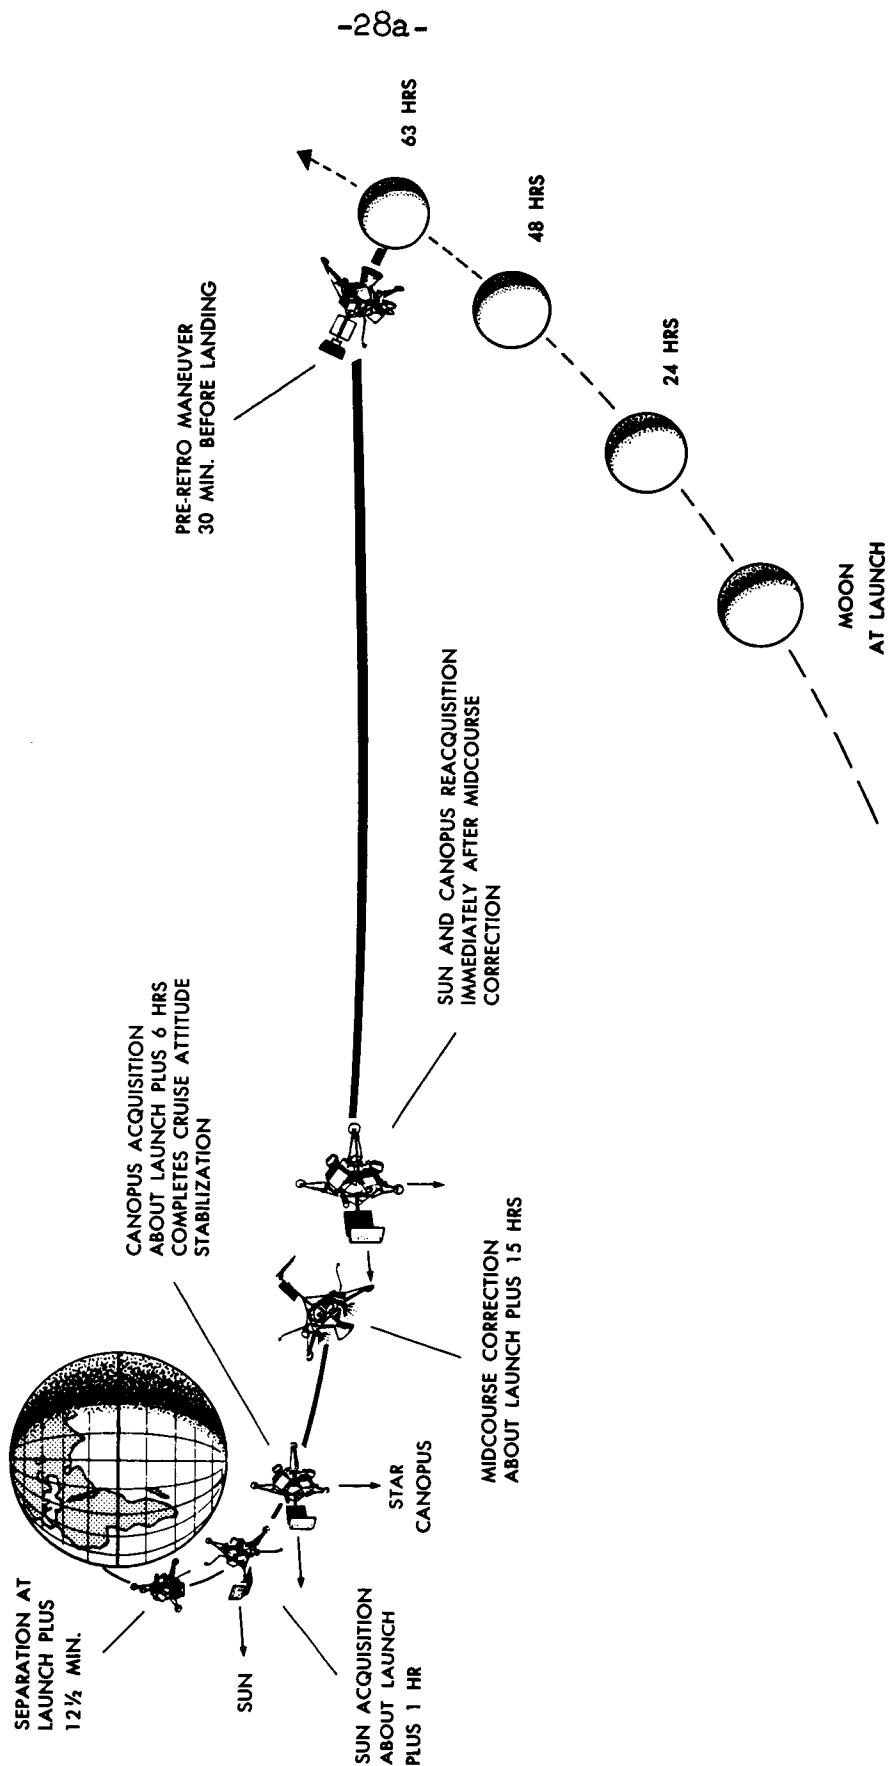 -28a-
SEPARATION AT
LAUNCH PLUS
12½ MIN.
SUN
SUN ACQUISITION
ABOUT LAUNCH
PLUS 1 HR
CANOPUS ACQUISITION
ABOUT LAUNCH PLUS 6 HRS
COMPLETES CRUISE ATTITUDE
STABILIZATION
STAR
CANOPUS
MIDCOURSE CORRECTION
ABOUT LAUNCH PLUS 15 HRS
SUN AND CANOPUS REACQUISITION
IMMEDIATELY AFTER MIDCOURSE
CORRECTION
PRE-RETRO MANEUVER
30 MIN. BEFORE LANDING
MOON
AT LAUNCH
24 HRS
48 HRS
63 HRS